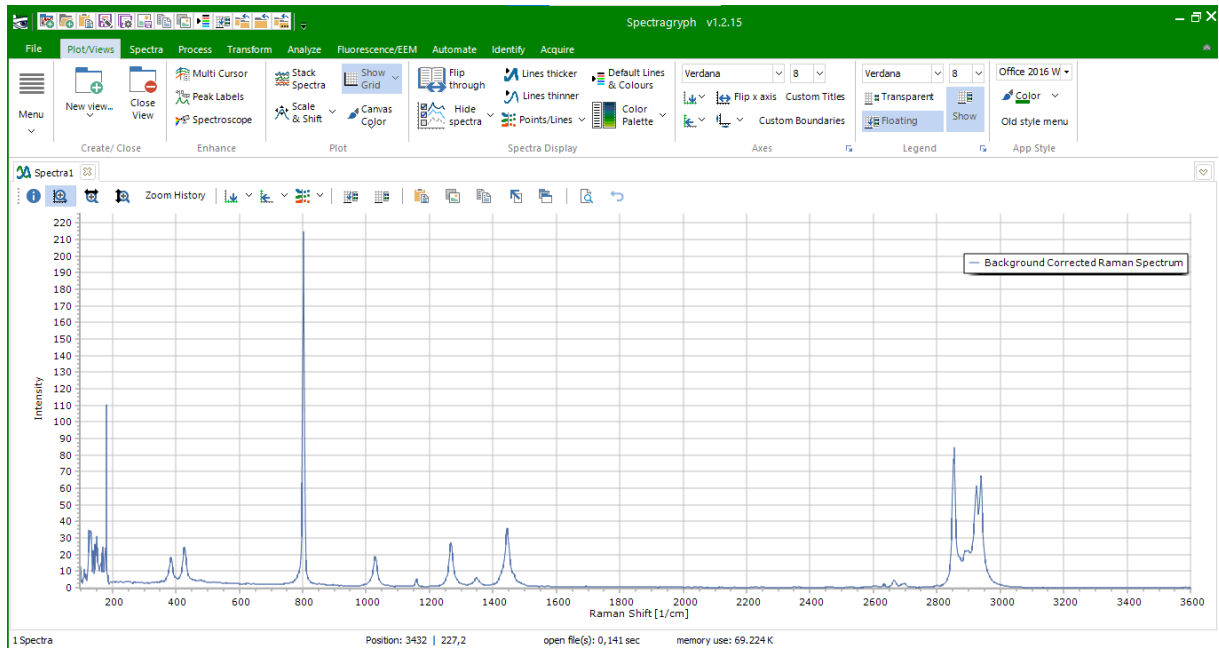 Spectragryph v1.2.15
File Plot/Views Spectra Process Transform Analyze Fluorescence/EEM Automate Identify Acquire
Menu
New view...
Close View
Create/ Close
Multi Cursor
Peak Labels
Spectroscope
Enhance
Stack Spectra
Show Grid
Scale & Shift
Canvas Color
Plot
Flip through
Lines thicker
Default Lines & Colours
Lines thinner
Hide spectra
Points/Lines
Color Palette
Spectra Display
Verdana 8
Flip x axis Custom Titles
Custom Boundaries
Axes
Verdana 8
Transparent
Floating
Show
Legend
Office 2016 W
Color
Old style menu
App Style
Spectra1
Zoom History
Intensity
220
210
200
190
180
170
160
150
140
130
120
110
100
90
80
70
60
50
40
30
20
10
0
Background Corrected Raman Spectrum
200 400 600 800 1000 1200 1400 1600 1800 2000 2200 2400 2600 2800 3000 3200 3400 3600
Raman Shift [1/cm]
1 Spectra Position: 3432 | 227,2 open file(s): 0,141 sec memory use: 69.224 K